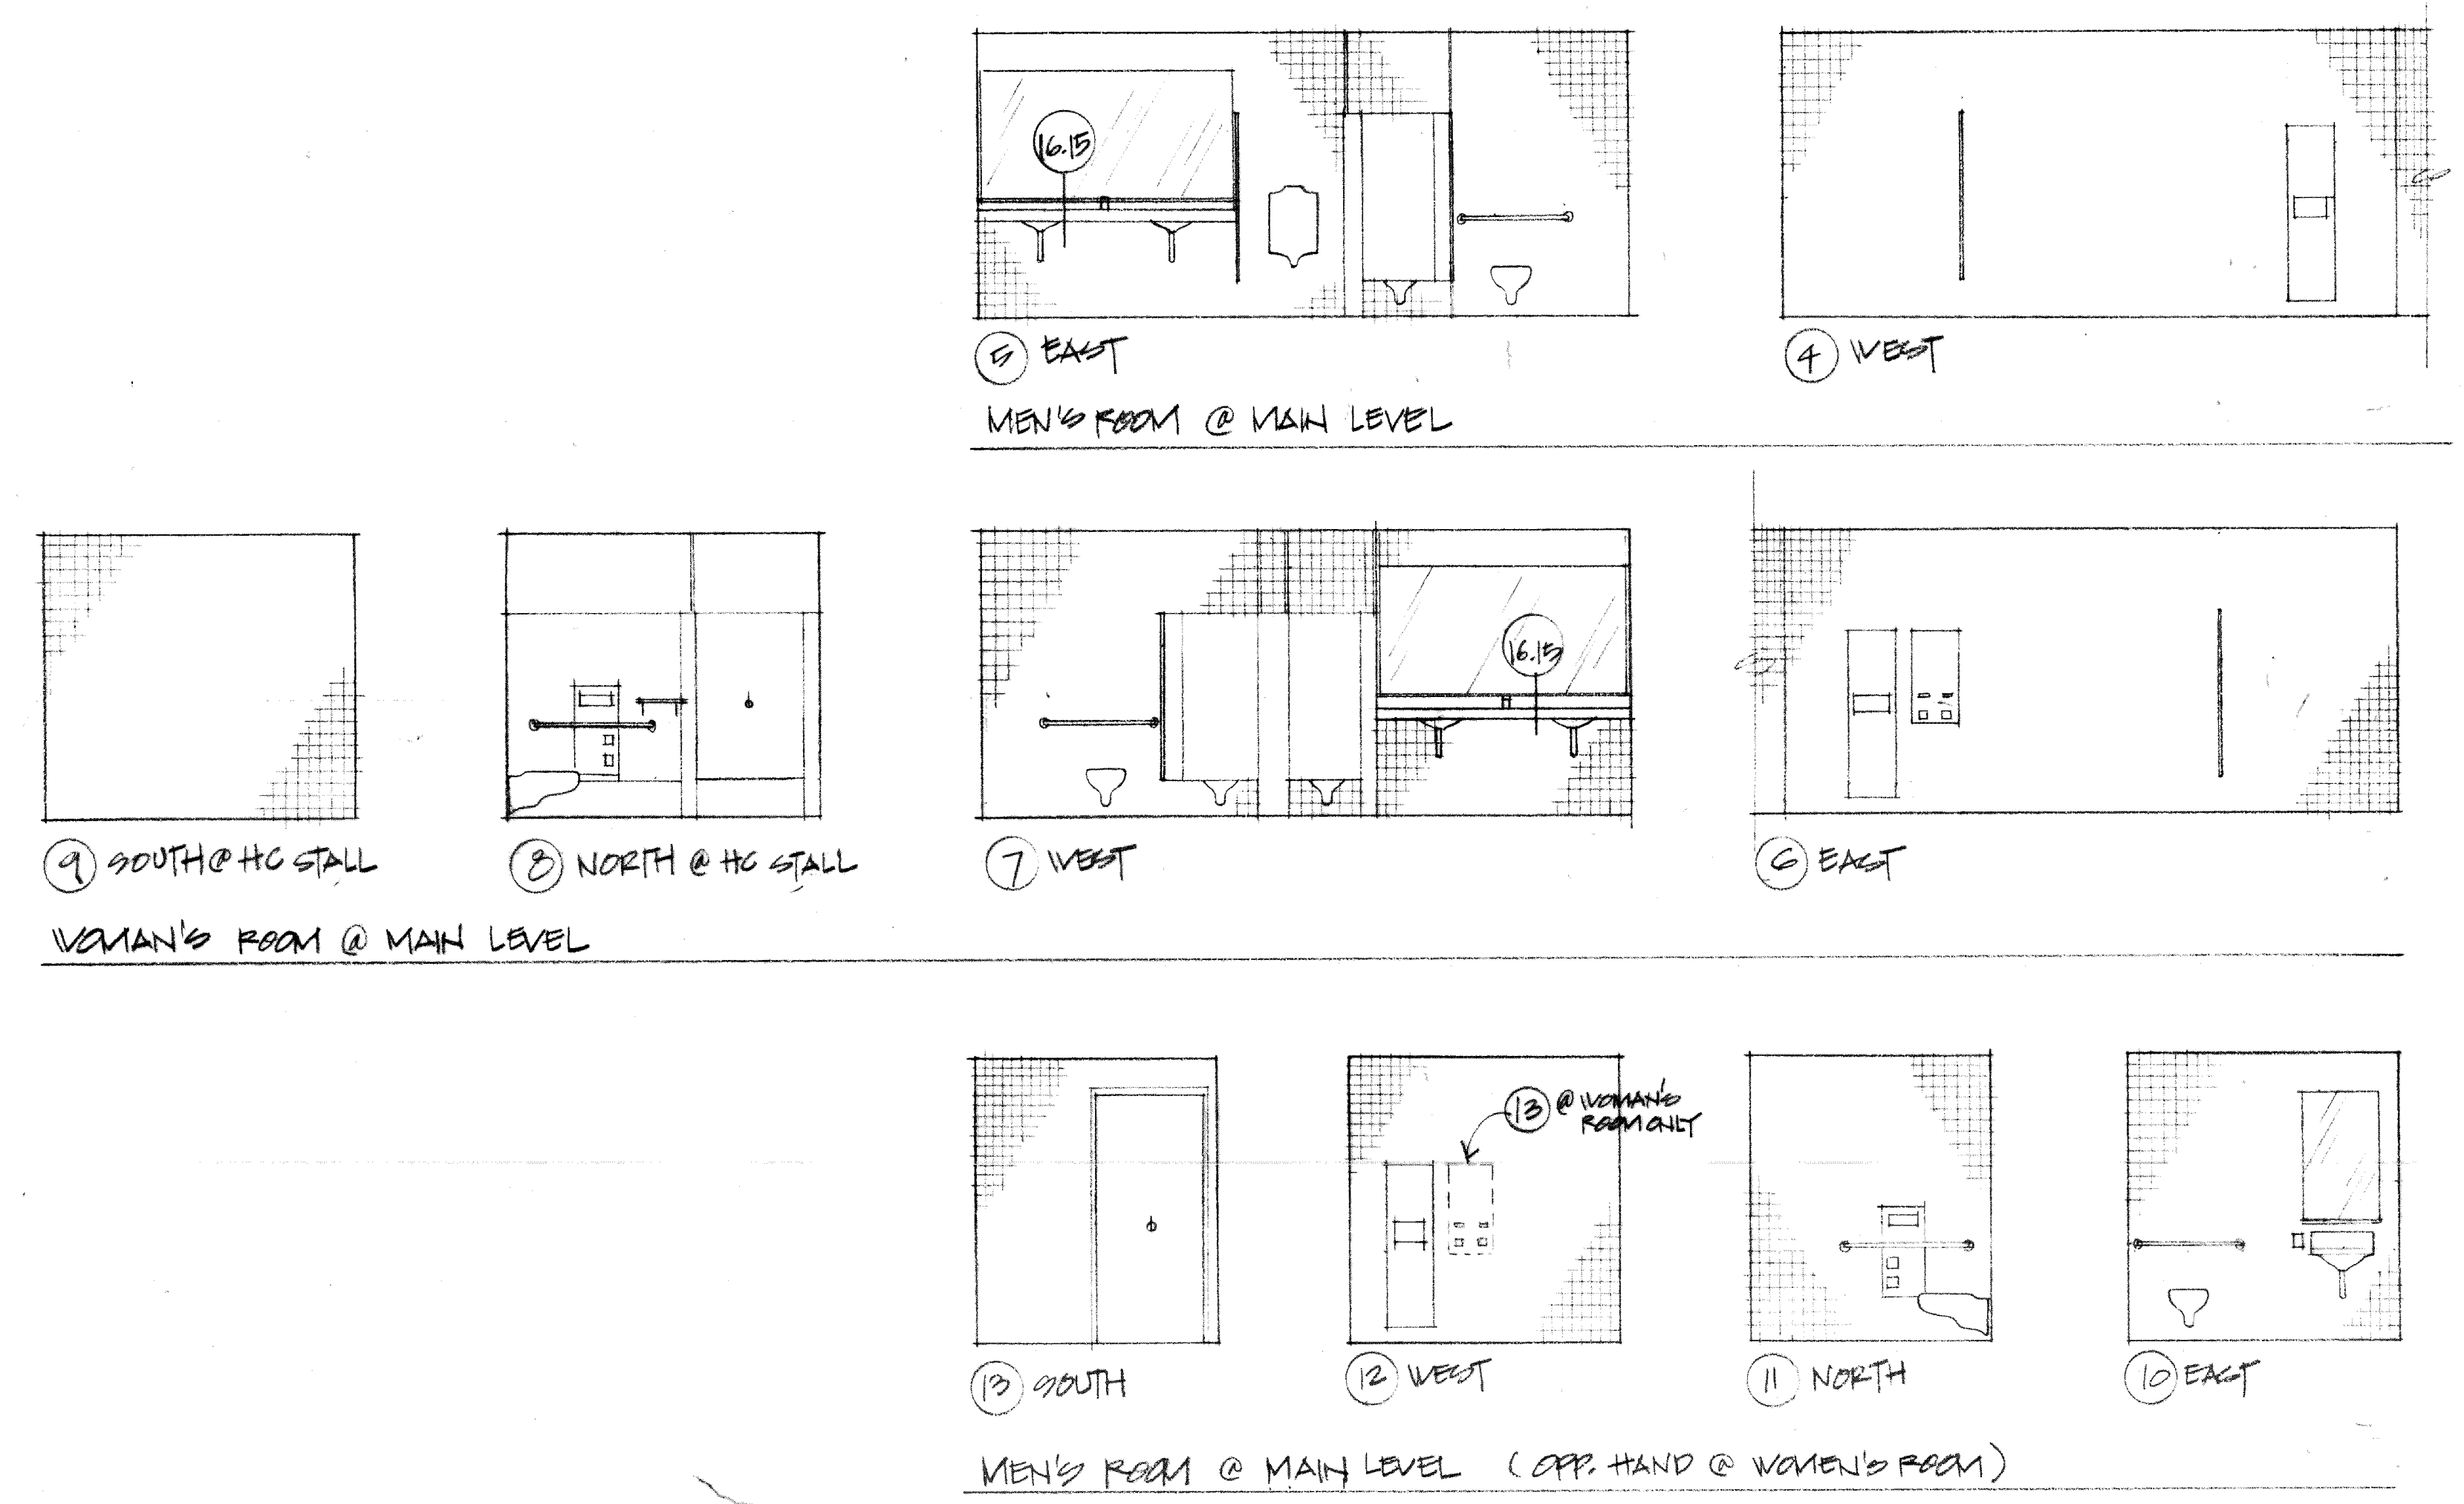 16.15
5 EAST
4 WEST
MEN'S ROOM @ MAIN LEVEL
16.15
9 SOUTH @ HC STALL
8 NORTH @ HC STALL
7 WEST
6 EAST
WOMAN'S ROOM @ MAIN LEVEL
13 @ WOMAN'S
ROOM ONLY
13 SOUTH
12 WEST
11 NORTH
10 EAST
MEN'S ROOM @ MAIN LEVEL (OPP. HAND @ WOMEN'S ROOM)